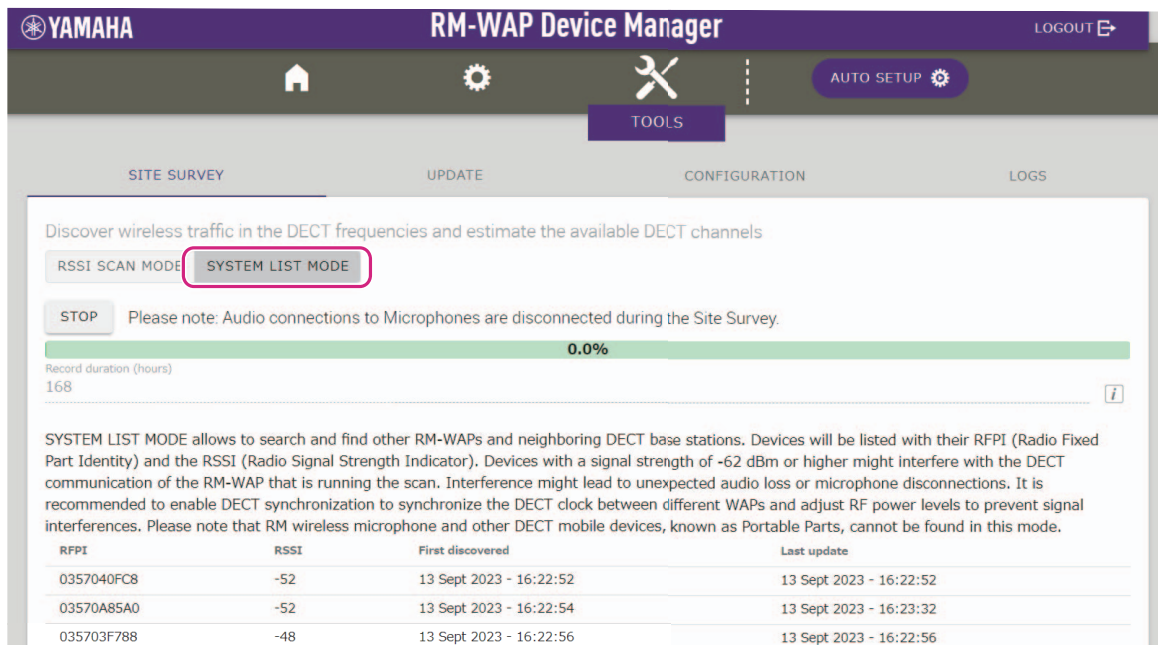 YAMAHA RM-WAP Device Manager LOGOUT
AUTO SETUP
TOOLS
SITE SURVEY UPDATE CONFIGURATION LOGS
Discover wireless traffic in the DECT frequencies and estimate the available DECT channels
RSSI SCAN MODE SYSTEM LIST MODE
STOP Please note: Audio connections to Microphones are disconnected during the Site Survey.
0.0%
Record duration (hours)
168
i
SYSTEM LIST MODE allows to search and find other RM-WAPs and neighboring DECT base stations. Devices will be listed with their RFPI (Radio Fixed
Part Identity) and the RSSI (Radio Signal Strength Indicator). Devices with a signal strength of -62 dBm or higher might interfere with the DECT
communication of the RM-WAP that is running the scan. Interference might lead to unexpected audio loss or microphone disconnections. It is
recommended to enable DECT synchronization to synchronize the DECT clock between different WAPs and adjust RF power levels to prevent signal
interferences. Please note that RM wireless microphone and other DECT mobile devices, known as Portable Parts, cannot be found in this mode.
RFPI RSSI First discovered Last update
0357040FC8 -52 13 Sept 2023 - 16:22:52 13 Sept 2023 - 16:22:52
03570A85A0 -52 13 Sept 2023 - 16:22:54 13 Sept 2023 - 16:23:32
035703F788 -48 13 Sept 2023 - 16:22:56 13 Sept 2023 - 16:22:56